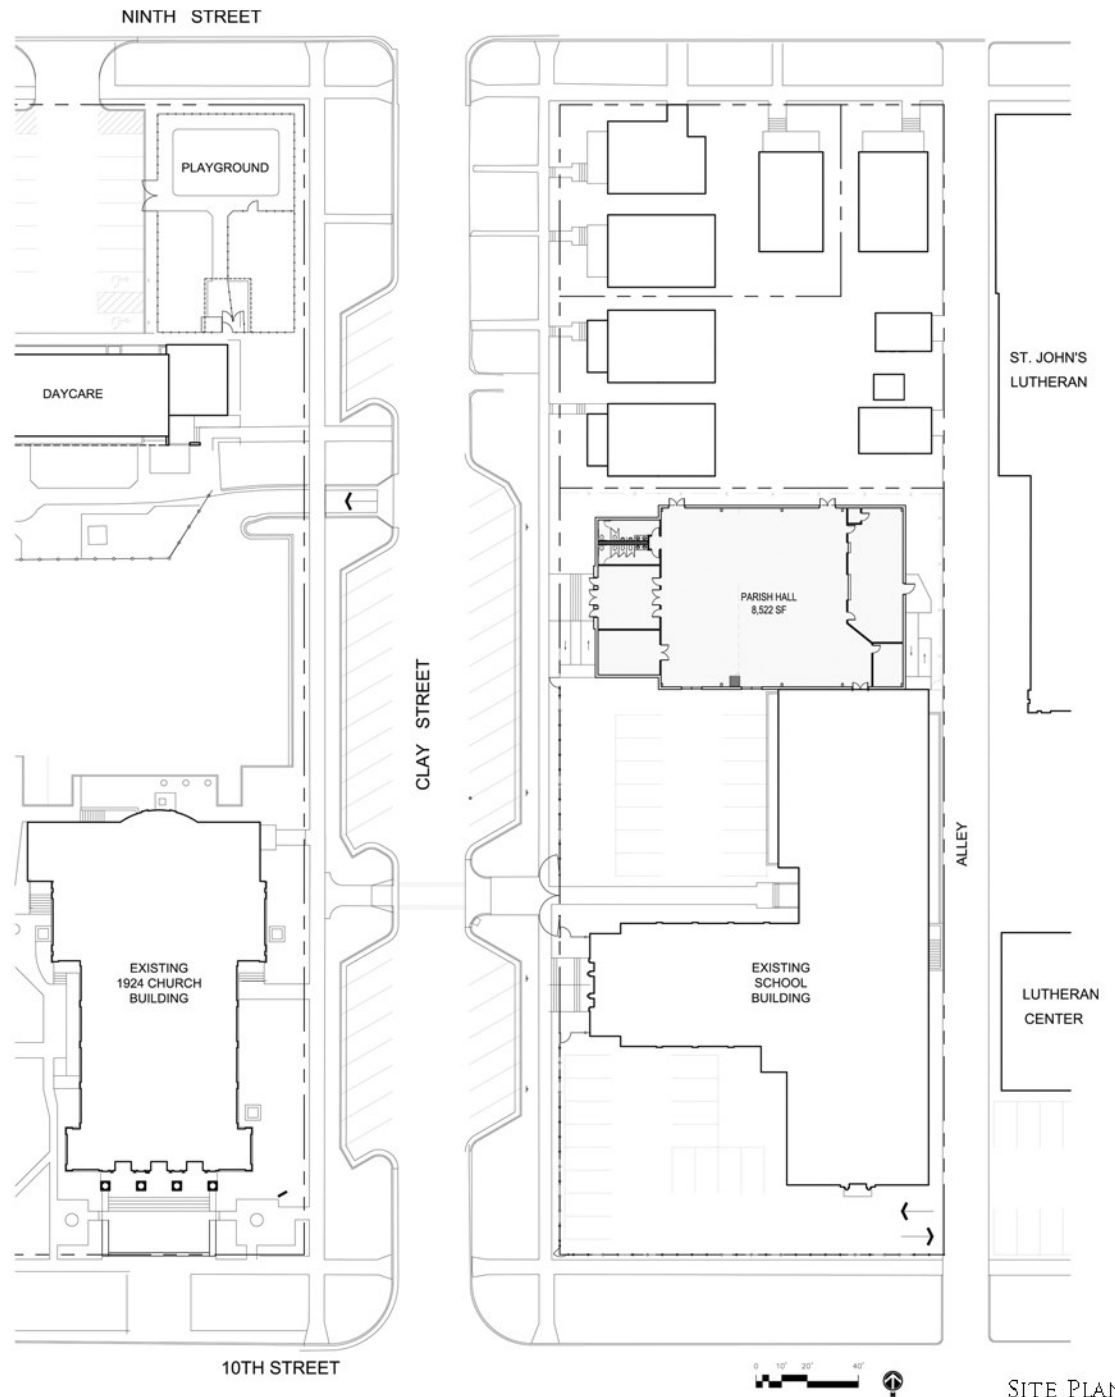 NINTH STREET
PLAYGROUND
ST. JOHN'S
LUTHERAN
DAYCARE
PARISH HALL
8,522 SF
CLAY STREET
ALLEY
EXISTING
1924 CHURCH
BUILDING
EXISTING
SCHOOL
BUILDING
LUTHERAN
CENTER
10TH STREET
0 10' 20' 40'
SITE PLAN